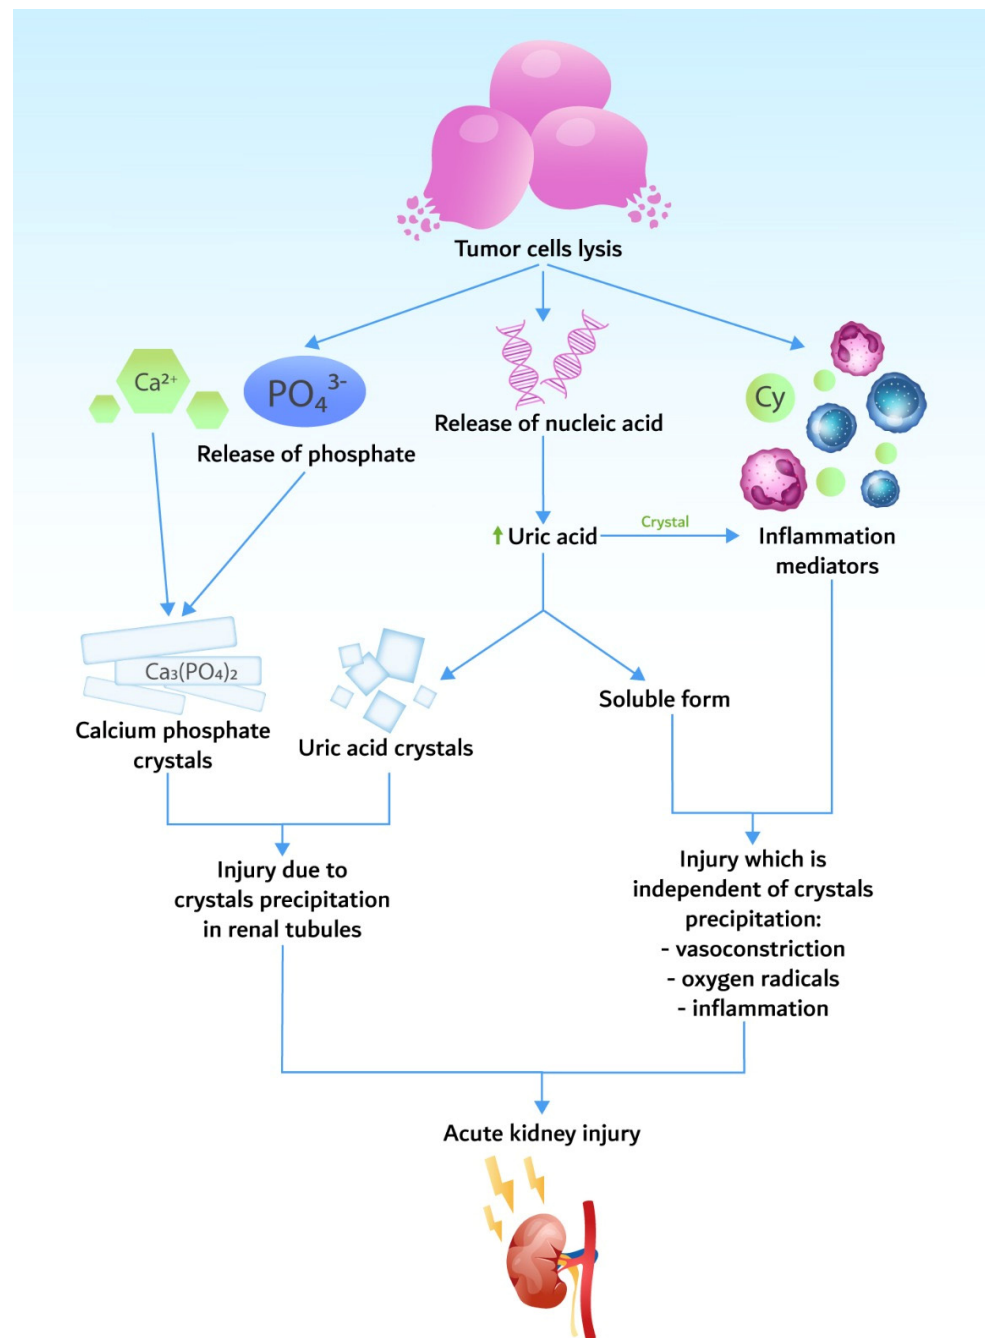 Tumor cells lysis
Ca²⁺
PO₄³⁻
Cy
Release of phosphate
Release of nucleic acid
↑ Uric acid
Crystal
Inflammation
mediators
Ca₃(PO₄)₂
Calcium phosphate
crystals
Uric acid crystals
Soluble form
Injury due to
crystals precipitation
in renal tubules
Injury which is
independent of crystals
precipitation:
- vasoconstriction
- oxygen radicals
- inflammation
Acute kidney injury